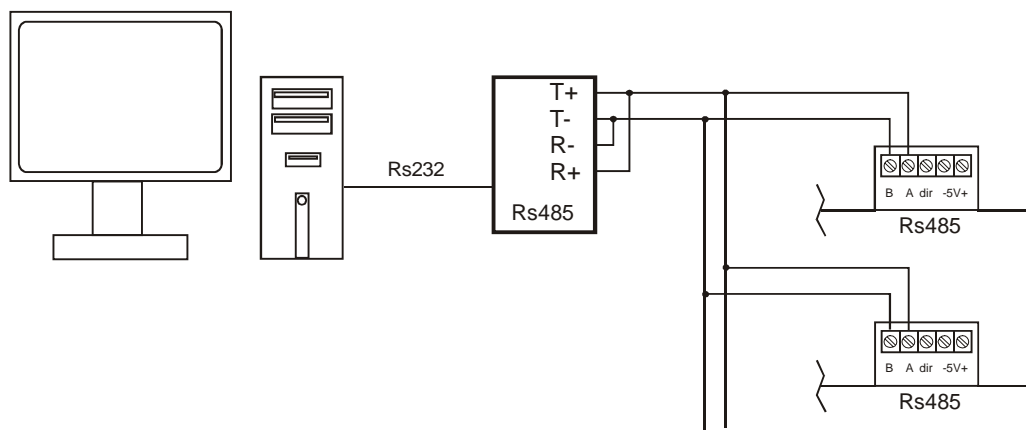 T+
T-
R-
R+
Rs232
Rs485
B A dir -5V+
Rs485
B A dir -5V+
Rs485